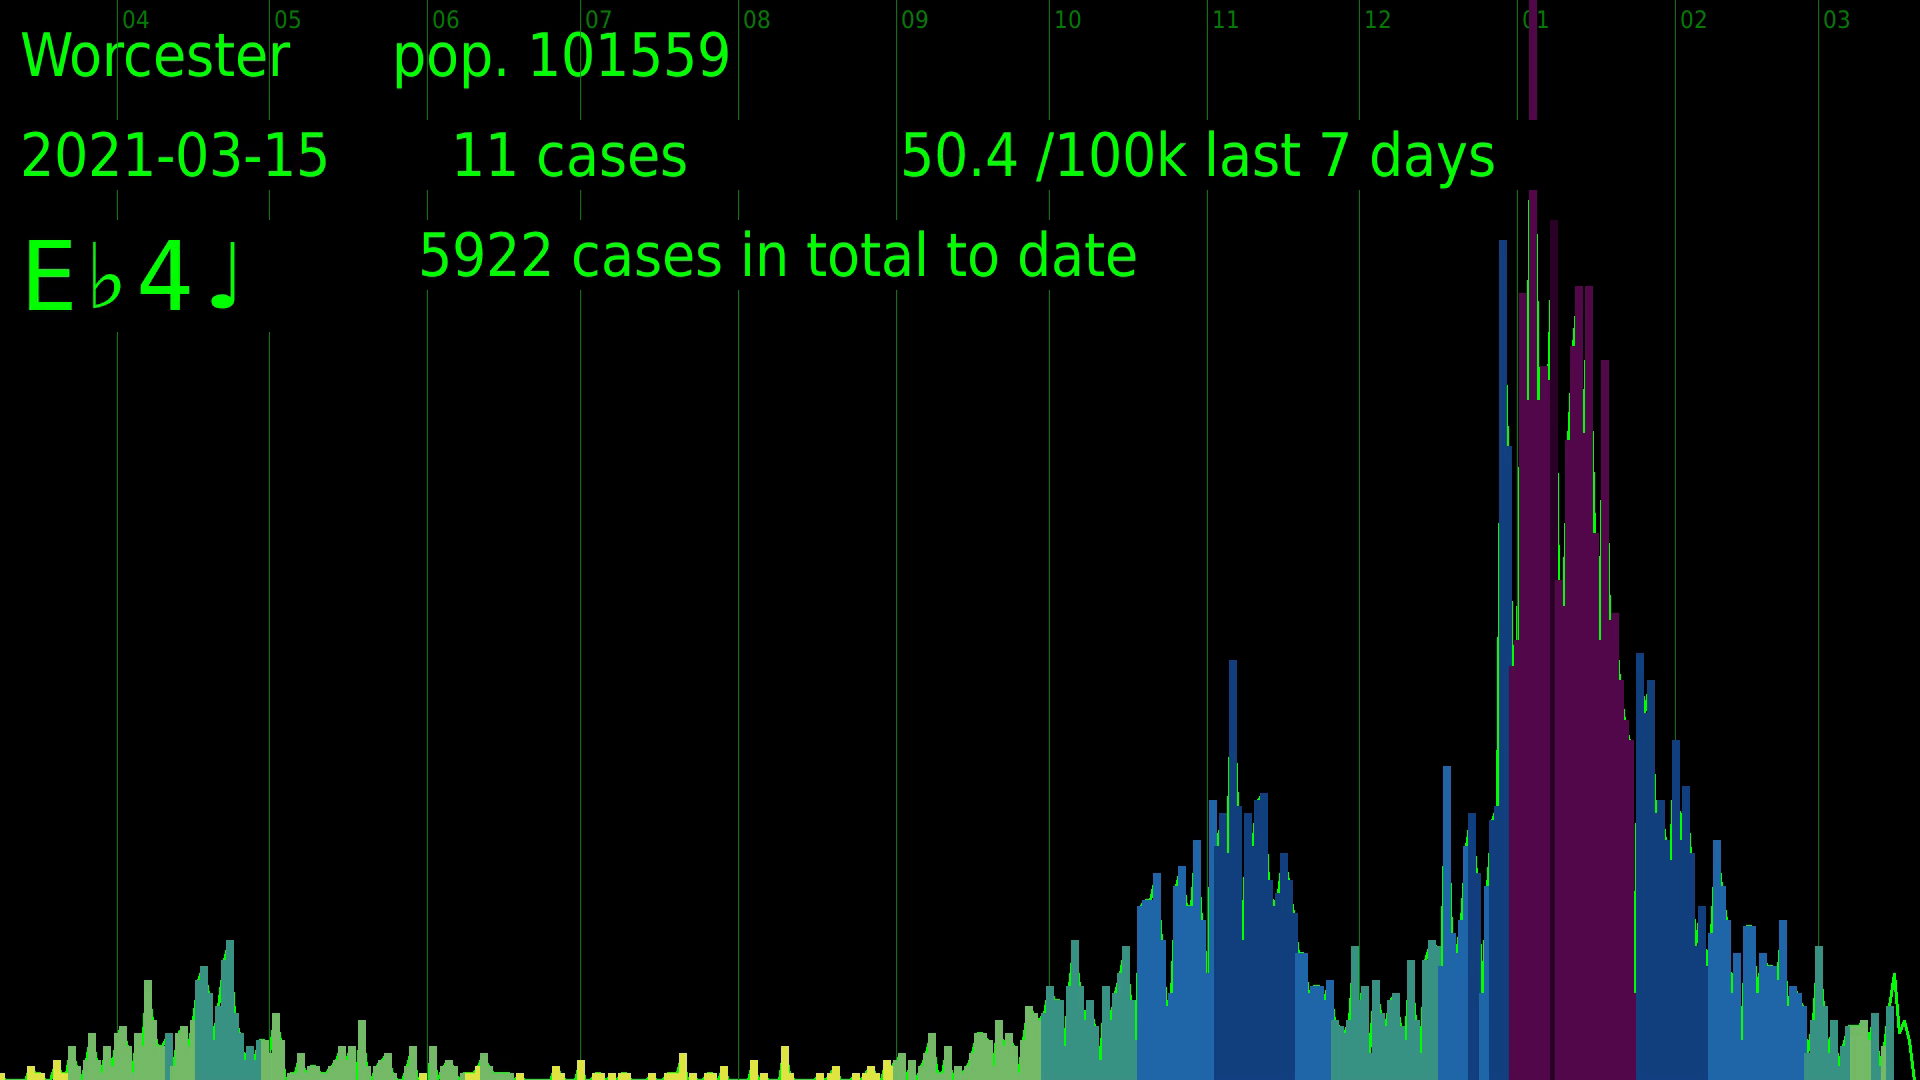 04 05 06 07 08 09 10 11 12 01 02 03
Worcester pop. 101559
2021-03-15 11 cases 50.4 /100k last 7 days
E♭4♩ 5922 cases in total to date